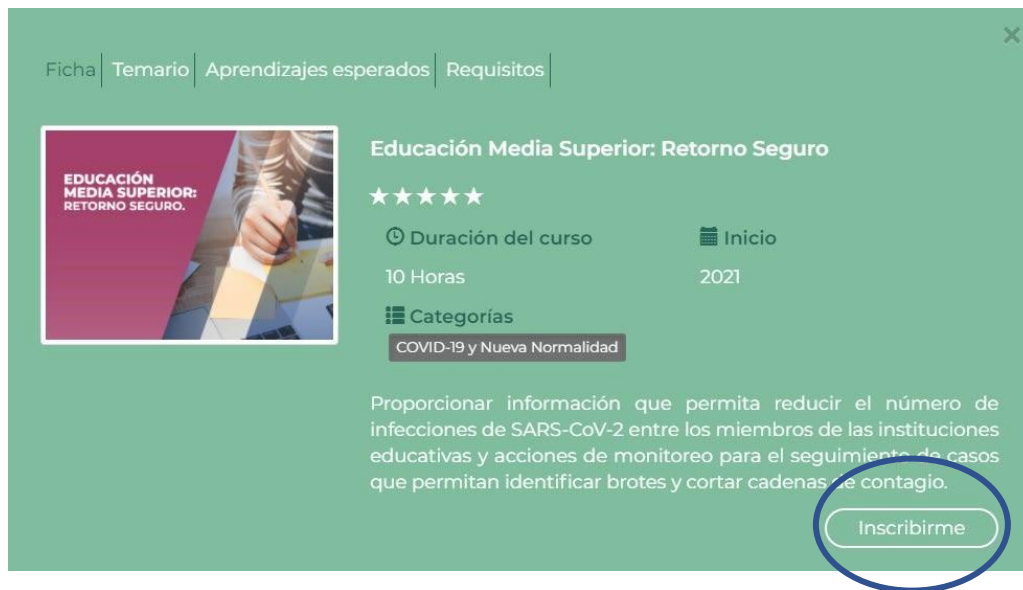 Ficha Temario Aprendizajes esperados Requisitos
EDUCACIÓN
MEDIA SUPERIOR:
RETORNO SEGURO.
Educación Media Superior: Retorno Seguro
Duración del curso Inicio
10 Horas 2021
Categorías
COVID-19 y Nueva Normalidad
Proporcionar información que permita reducir el número de
infecciones de SARS-CoV-2 entre los miembros de las instituciones
educativas y acciones de monitoreo para el seguimiento de casos
que permitan identificar brotes y cortar cadenas de contagio.
Inscribirme